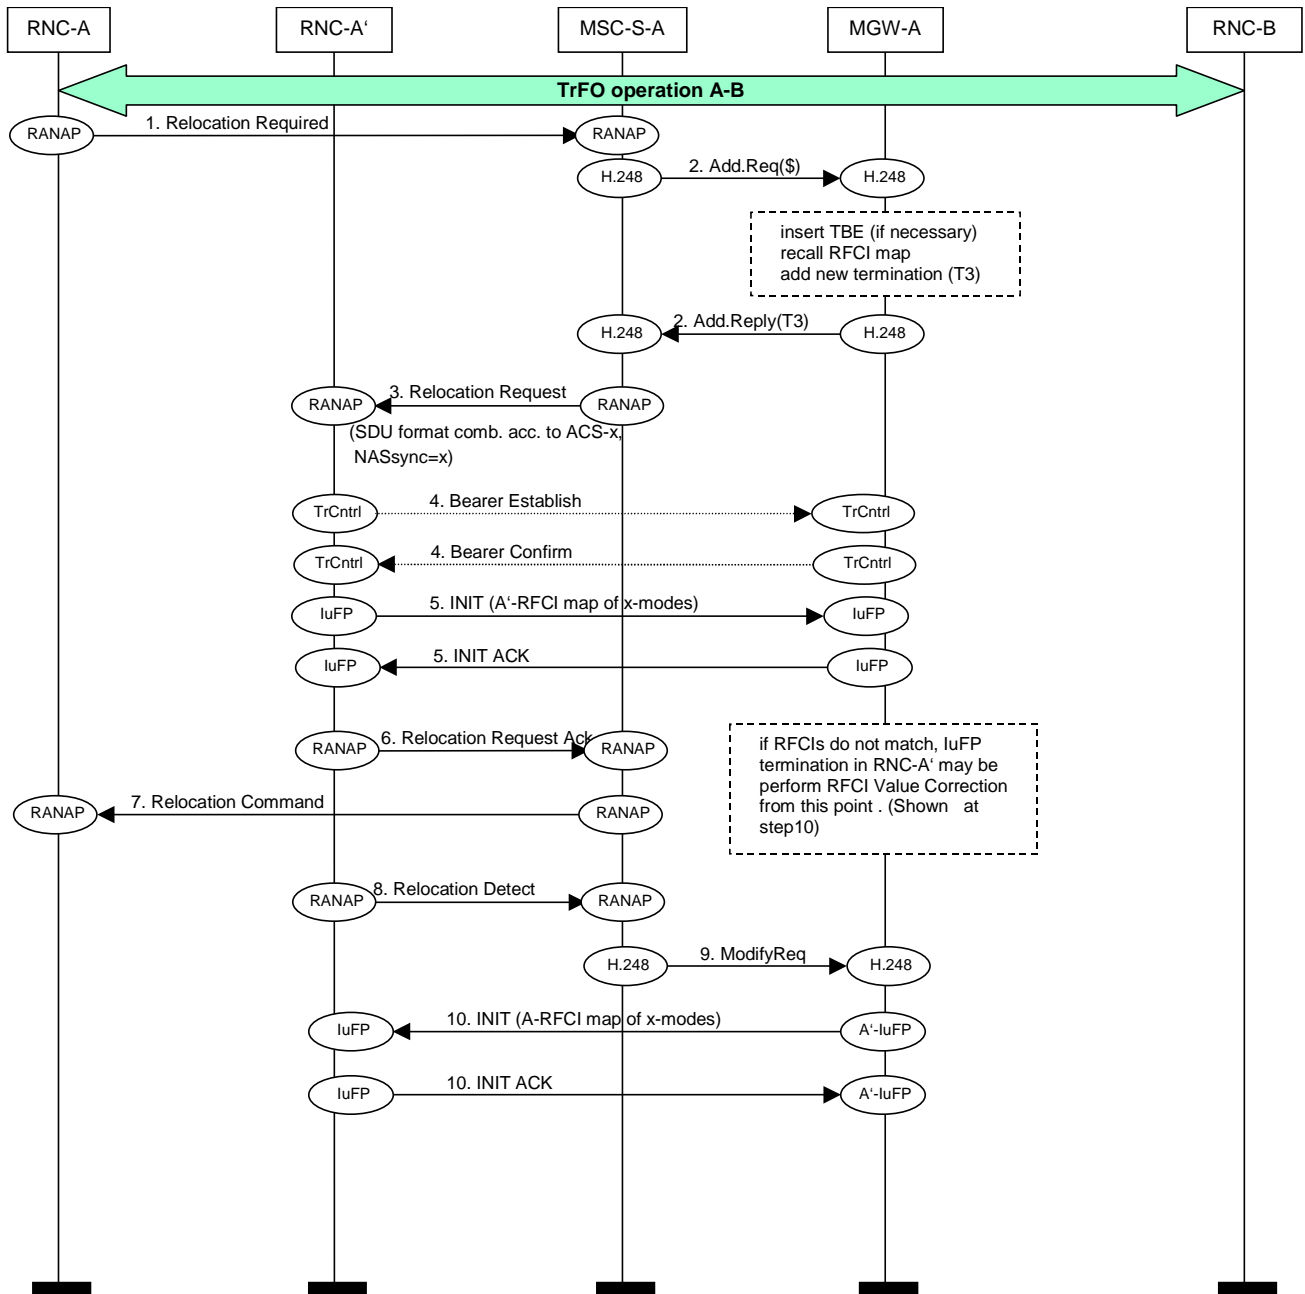 RNC-A
RNC-A‘
MSC-S-A
MGW-A
RNC-B
TrFO operation A-B
RANAP
1. Relocation Required
RANAP
H.248
2. Add.Req($)
H.248
insert TBE (if necessary)
recall RFCI map
add new termination (T3)
H.248
2. Add.Reply(T3)
H.248
RANAP
3. Relocation Request
RANAP
(SDU format comb. acc. to ACS-x,
NASsync=x)
TrCntrl
4. Bearer Establish
TrCntrl
TrCntrl
4. Bearer Confirm
TrCntrl
IuFP
5. INIT (A‘-RFCI map of x-modes)
IuFP
IuFP
5. INIT ACK
IuFP
RANAP
6. Relocation Request Ack
RANAP
if RFCIs do not match, IuFP
termination in RNC-A‘ may be
perform RFCI Value Correction
from this point . (Shown at
step10)
RANAP
7. Relocation Command
RANAP
RANAP
8. Relocation Detect
RANAP
H.248
9. ModifyReq
H.248
IuFP
10. INIT (A-RFCI map of x-modes)
A‘-IuFP
IuFP
10. INIT ACK
A‘-IuFP